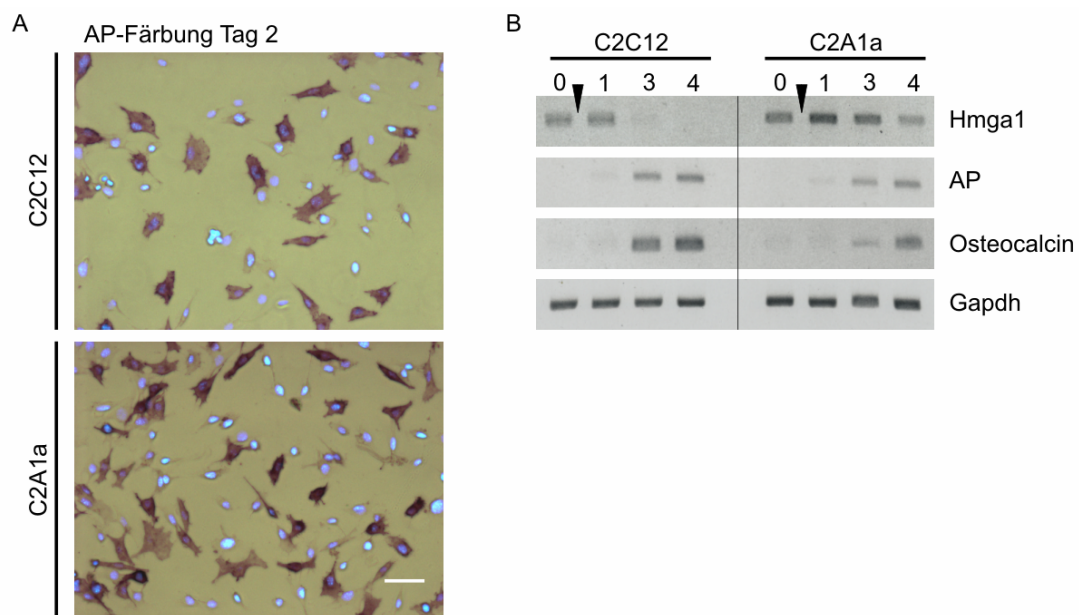 A
AP-Färbung Tag 2
C2C12
C2A1a
B
C2C12 C2A1a
0 1 3 4 0 1 3 4
Hmga1
AP
Osteocalcin
Gapdh